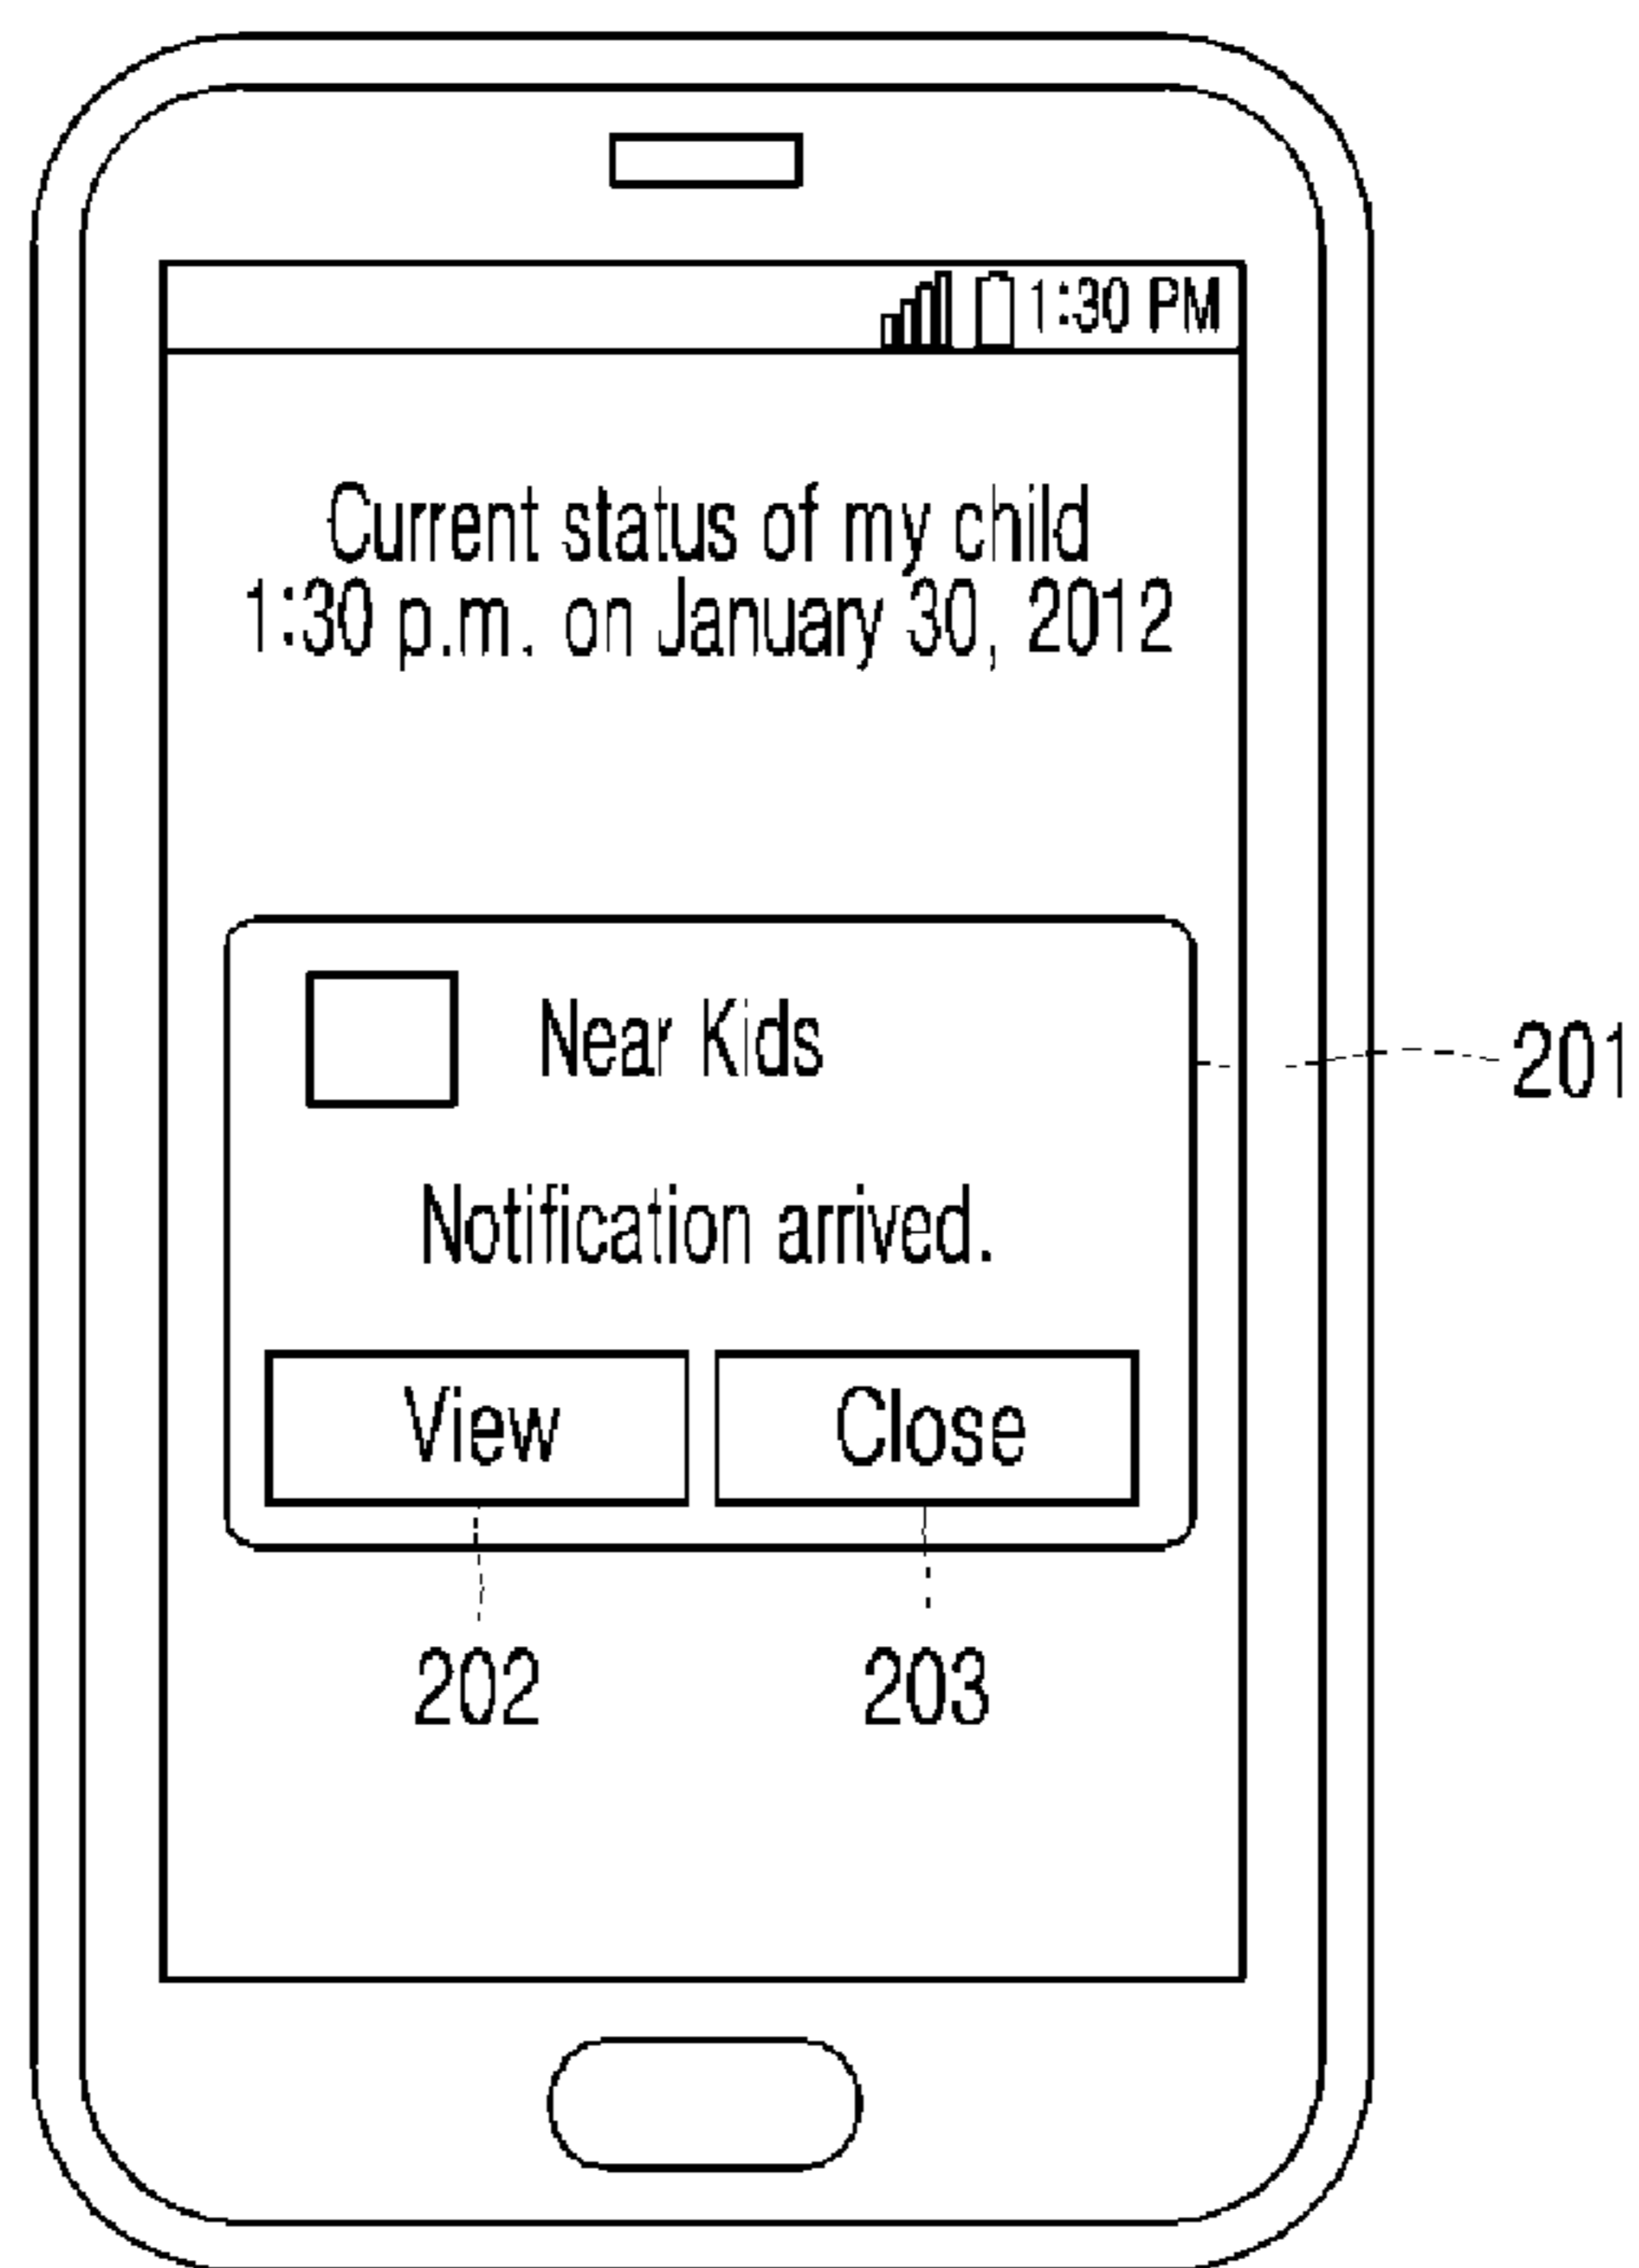 1:30 PM
Current status of my child
1:30 p.m. on January 30, 2012
Near Kids
201
Notification arrived.
View Close
202 203